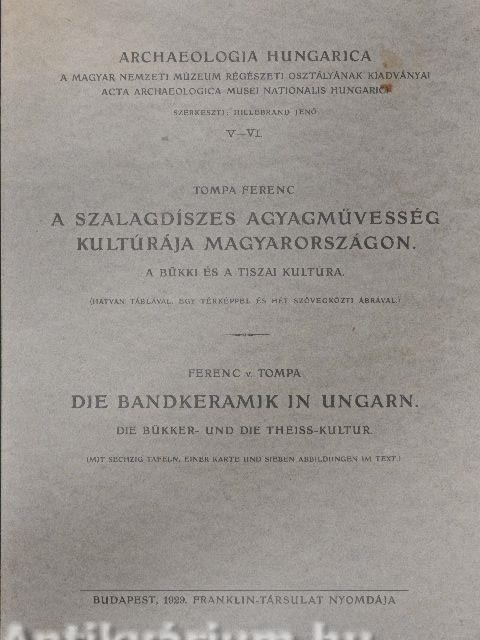 ARCHAEOLOGIA HUNGARICA
A MAGYAR NEMZETI MÚZEUM RÉGÉSZETI OSZTÁLYÁNAK KIADVÁNYAI
ACTA ARCHAEOLOGICA MUSEI NATIONALIS HUNGARICI
SZERKESZTI: HILLEBRAND JENŐ
V—VI.
TOMPA FERENC
A SZALAGDÍSZES AGYAGMŰVESSÉG
KULTÚRÁJA MAGYARORSZÁGON.
A BÜKKI ÉS A TISZAI KULTÚRA.
(HATVAN TÁBLÁVAL, EGY TÉRKÉPPEL ÉS HÉT SZÖVEGKÖZTI ÁBRÁVAL.)
FERENC v. TOMPA
DIE BANDKERAMIK IN UNGARN.
DIE BÜKKER- UND DIE THEISS-KULTUR.
(MIT SECHZIG TAFELN, EINER KARTE UND SIEBEN ABBILDUNGEN IM TEXT.)
BUDAPEST, 1929. FRANKLIN-TÁRSULAT NYOMDÁJA
Antikvárium.hu